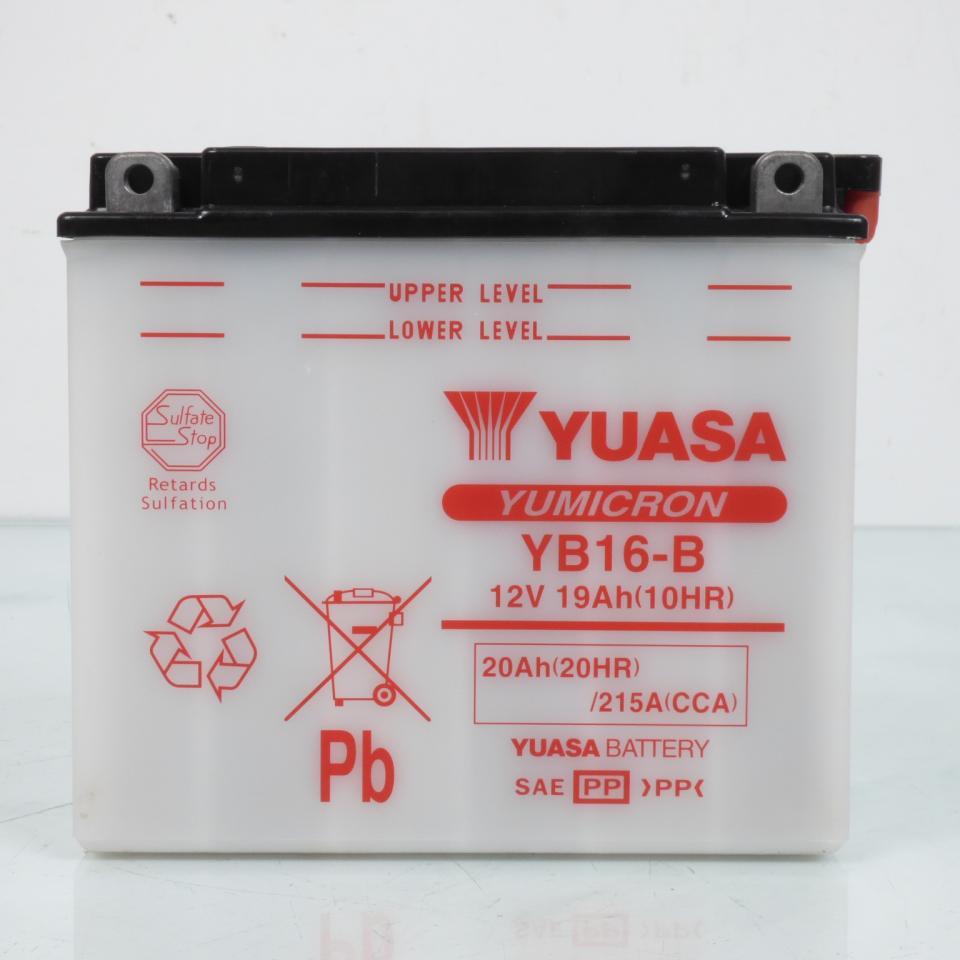 UPPER LEVEL
LOWER LEVEL
Sulfate
Stop
Retards
Sulfation
YUASA
YUMICRON
YB16-B
12V 19Ah(10HR)
20Ah(20HR)
/215A(CCA)
YUASA BATTERY
SAE PP >PP<
Pb